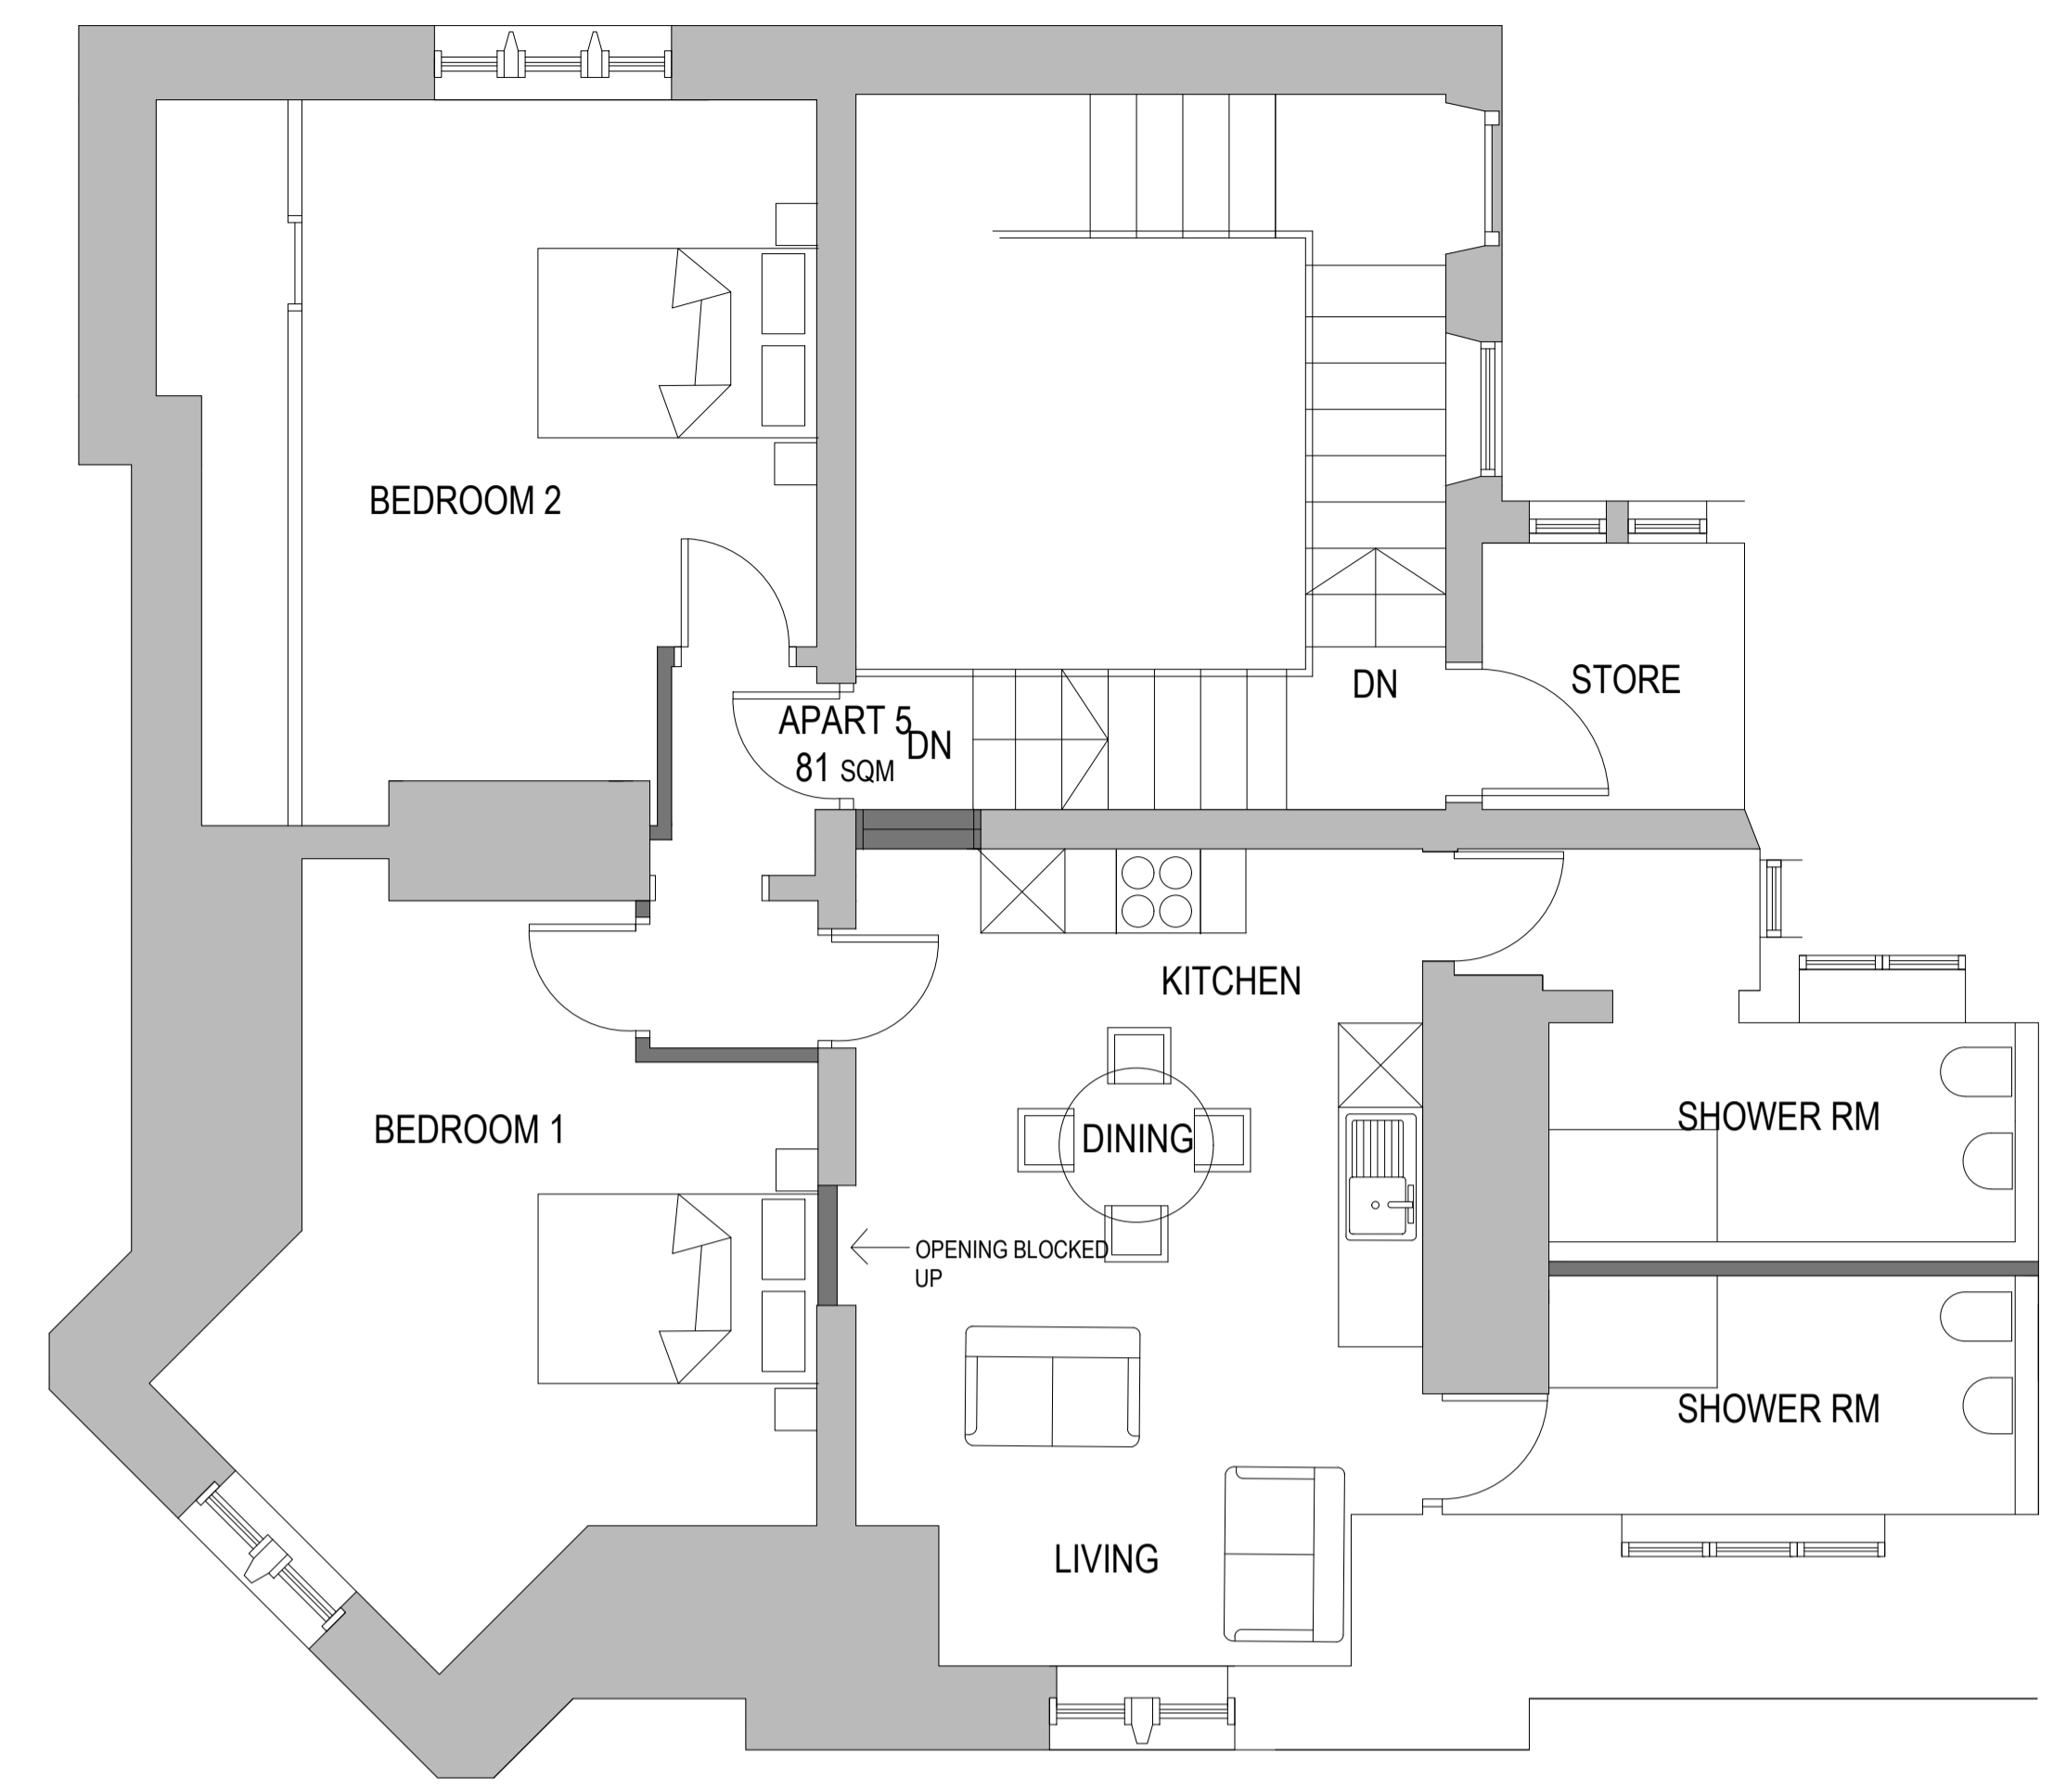 BEDROOM 2
DN
STORE
APART 5
DN
81 SQM
KITCHEN
BEDROOM 1
DINING
SHOWER RM
OPENING BLOCKED
UP
SHOWER RM
LIVING